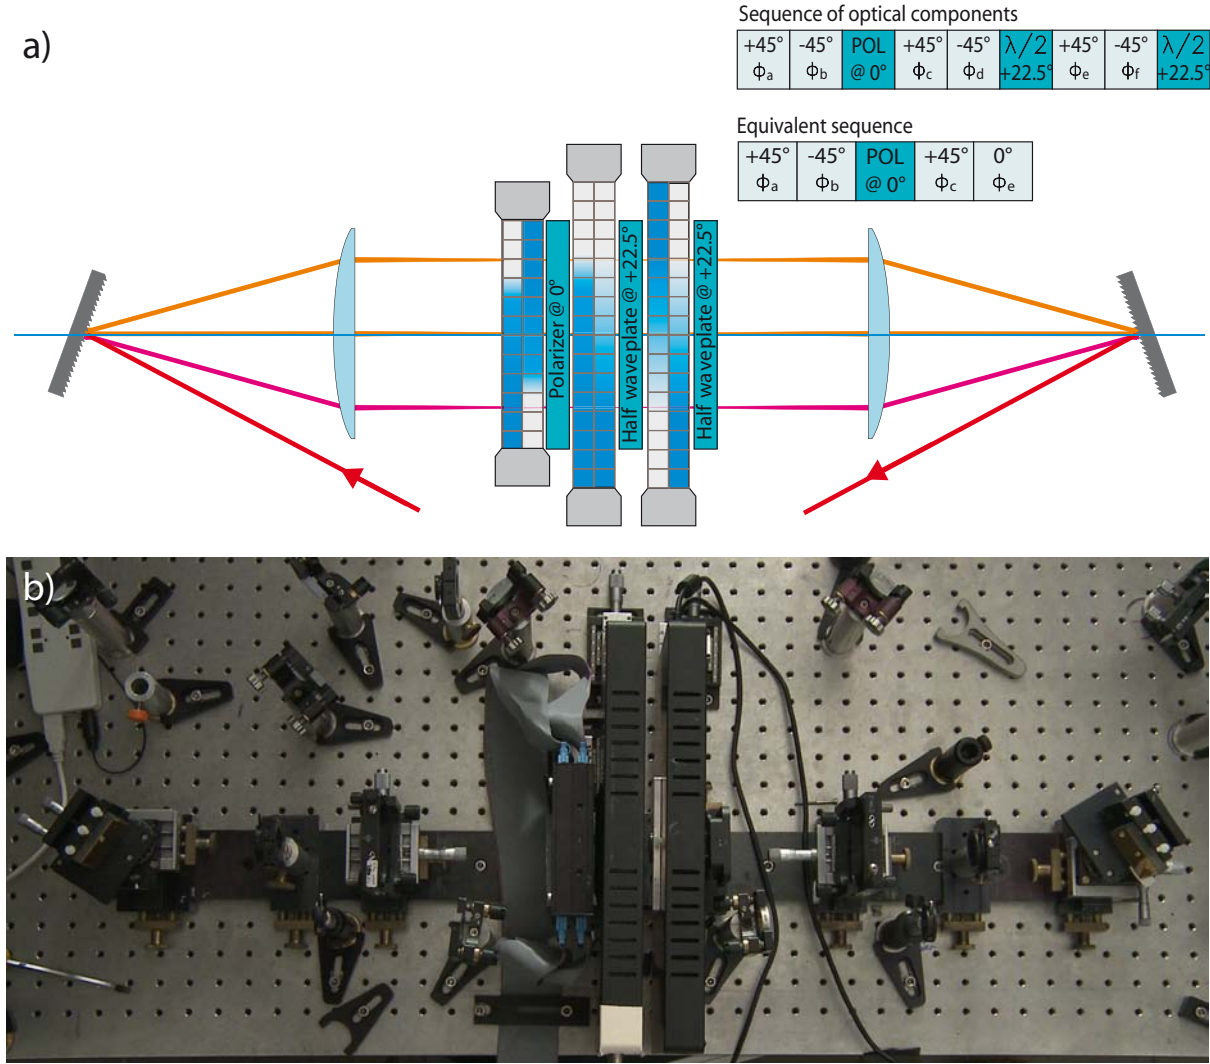 a)
Sequence of optical components
+45° -45° POL +45° -45° λ/2 +45° -45° λ/2
Φa Φb @ 0° Φc Φd +22.5° Φe Φf +22.5°
Equivalent sequence
+45° -45° POL +45° 0°
Φa Φb @ 0° Φc Φe
Polarizer @ 0°
Half waveplate @ +22.5°
Half waveplate @ +22.5°
b)